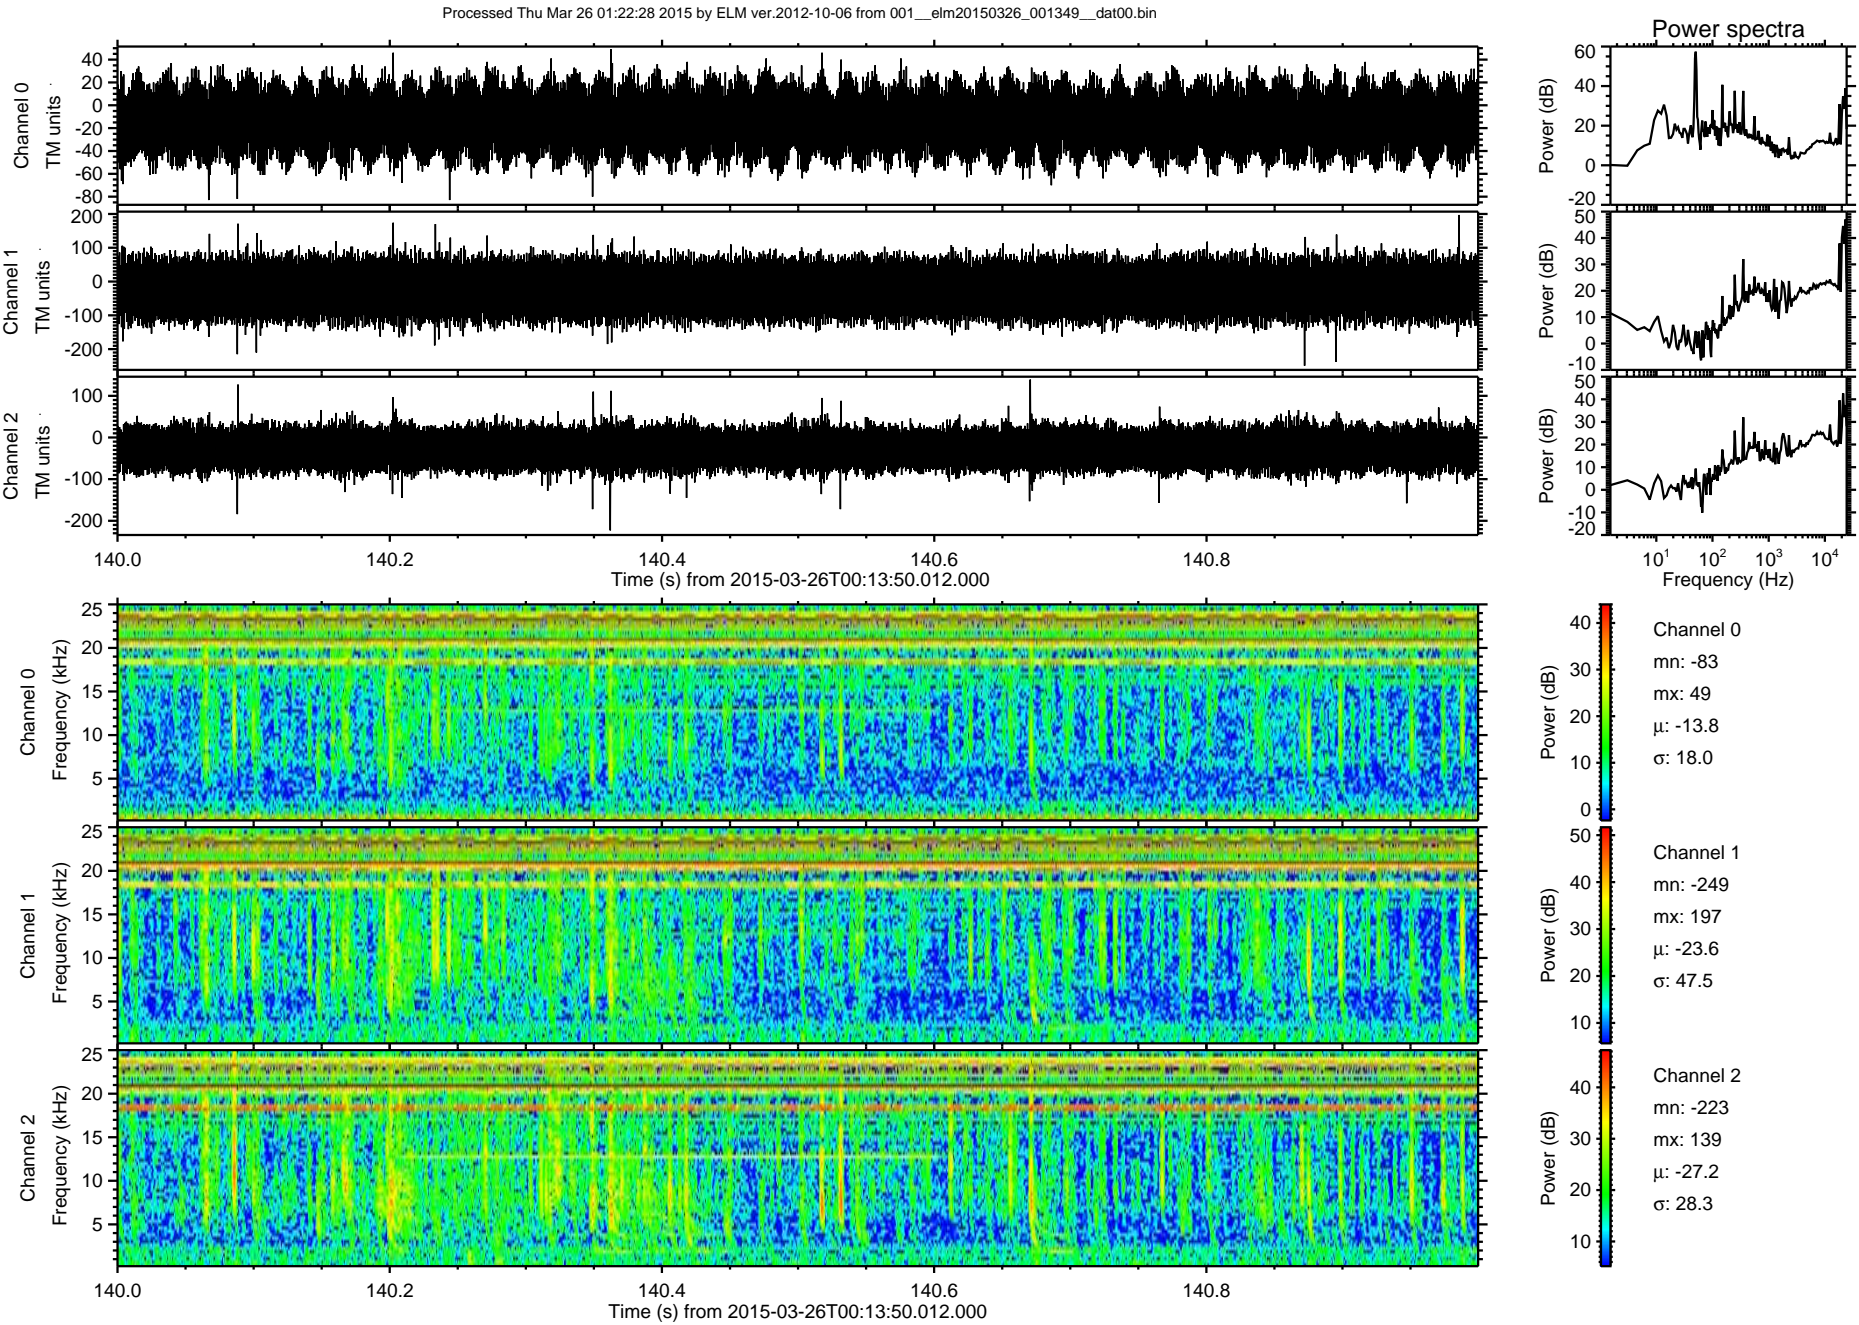 Processed Thu Mar 26 01:22:28 2015 by ELM ver.2012-10-06 from 001__elm20150326_001349__dat00.bin
Power spectra
Channel 0
TM units
40
20
0
-20
-40
-60
-80
Power (dB)
60
40
20
0
-20
Channel 1
TM units
200
100
0
-100
-200
Power (dB)
50
40
30
20
10
0
-10
Channel 2
TM units
100
0
-100
-200
Power (dB)
50
40
30
20
10
0
-10
-20
140.0 140.2 140.4 140.6 140.8
Time (s) from 2015-03-26T00:13:50.012.000
10¹ 10² 10³ 10⁴
Frequency (Hz)
Channel 0
Frequency (kHz)
25
20
15
10
5
Power (dB)
40
30
20
10
0
Channel 0
mn: -83
mx: 49
μ: -13.8
σ: 18.0
Channel 1
Frequency (kHz)
25
20
15
10
5
Power (dB)
50
40
30
20
10
Channel 1
mn: -249
mx: 197
μ: -23.6
σ: 47.5
Channel 2
Frequency (kHz)
25
20
15
10
5
Power (dB)
40
30
20
10
Channel 2
mn: -223
mx: 139
μ: -27.2
σ: 28.3
140.0 140.2 140.4 140.6 140.8
Time (s) from 2015-03-26T00:13:50.012.000